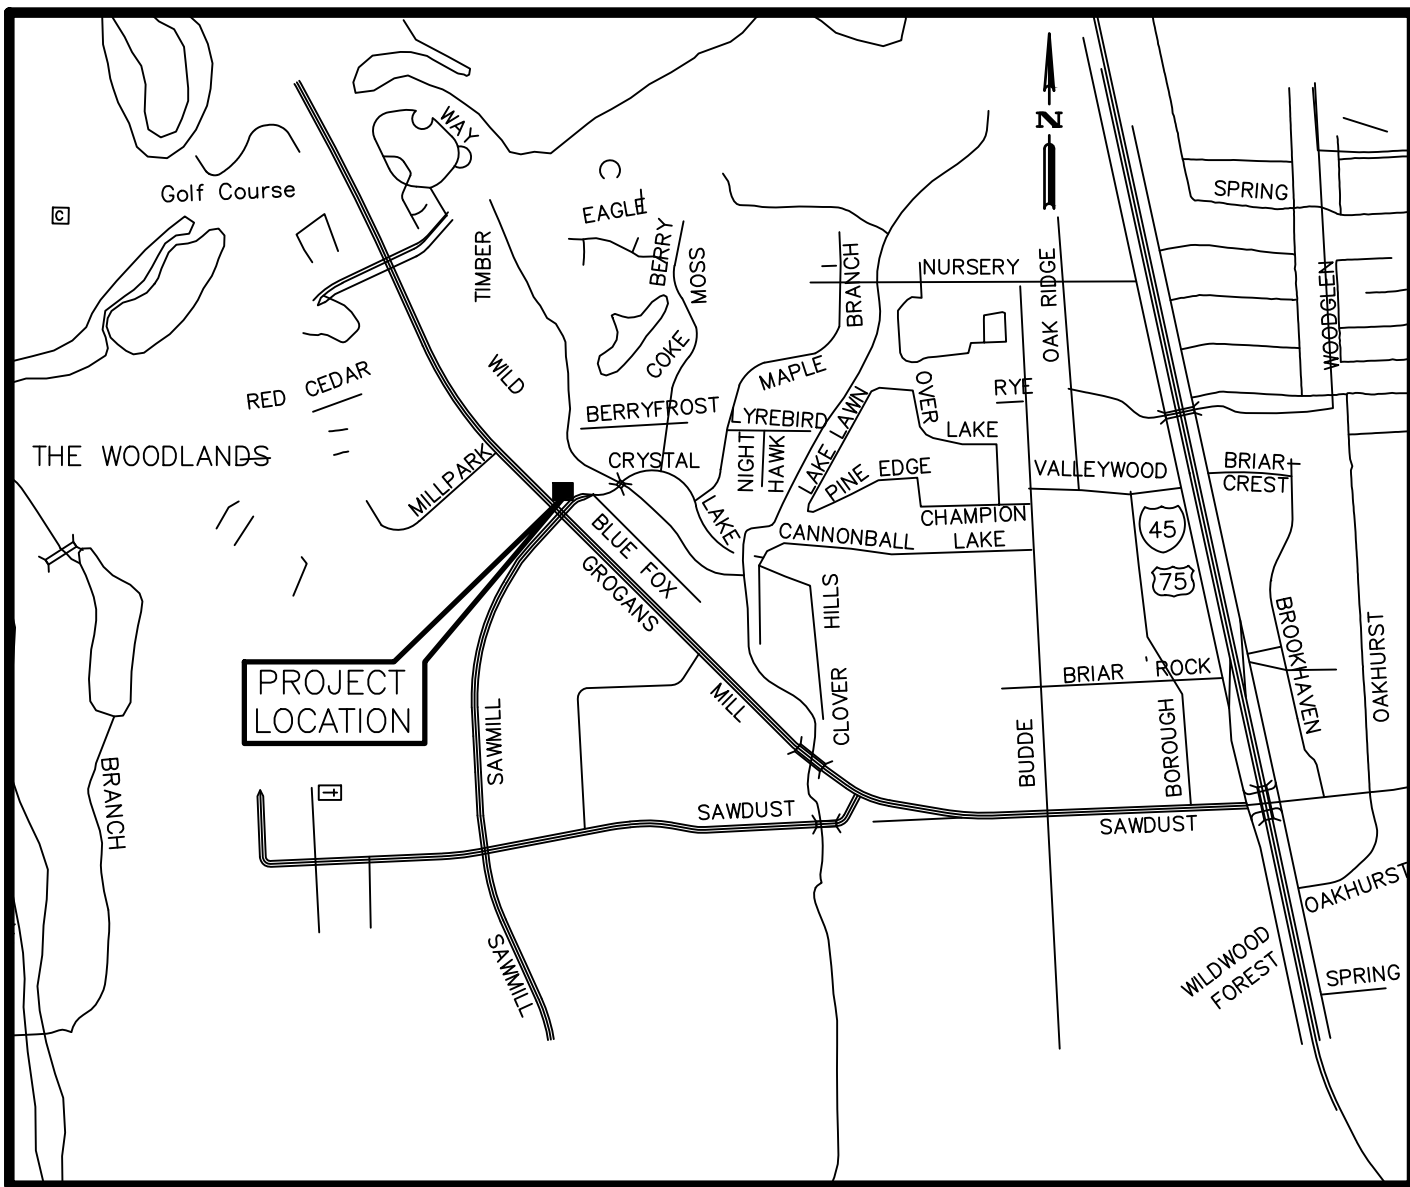 WAY
N
Golf Course
C
EAGLE
SPRING
TIMBER
BERRY
MOSS
BRANCH
NURSERY
OAK RIDGE
WOODGLEN
COKE
MAPLE
WILD
RED CEDAR
OVER
RYE
BERRYFROST
LYREBIRD
LAKE LAWN
LAKE
THE WOODLANDS
CRYSTAL
NIGHT
HAWK
PINE EDGE
VALLEYWOOD
BRIAR
CREST
MILLPARK
LAKE
CHAMPION
LAKE
CANNONBALL
45
75
BLUE FOX
GROGANS
MILL
HILLS
CLOVER
BROOKHAVEN
OAKHURST
PROJECT
LOCATION
BRIAR ROCK
SAWMILL
BUDDE
BOROUGH
BRANCH
SAWDUST
SAWDUST
OAKHURST
SAWMILL
WILDWOOD
FOREST
SPRING